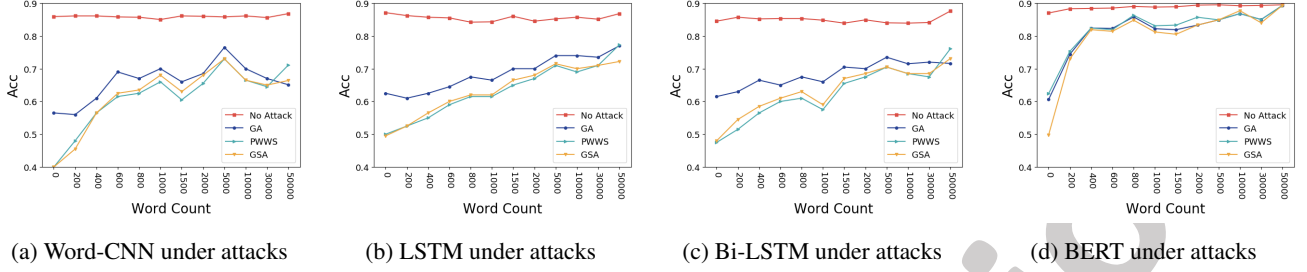 0.9
0.8
0.7
0.6
0.5
0.4
Acc
No Attack
GA
PWWS
GSA
0 200 400 600 800 1000 1500 2000 5000 10000 30000 50000
Word Count
(a) Word-CNN under attacks
0.9
0.8
0.7
0.6
0.5
0.4
Acc
No Attack
GA
PWWS
GSA
0 200 400 600 800 1000 1500 2000 5000 10000 30000 50000
Word Count
(b) LSTM under attacks
0.9
0.8
0.7
0.6
0.5
0.4
Acc
No Attack
GA
PWWS
GSA
0 200 400 600 800 1000 1500 2000 5000 10000 30000 50000
Word Count
(c) Bi-LSTM under attacks
0.9
0.8
0.7
0.6
0.5
0.4
Acc
No Attack
GA
PWWS
GSA
0 200 400 600 800 1000 1500 2000 5000 10000 30000 50000
Word Count
(d) BERT under attacks